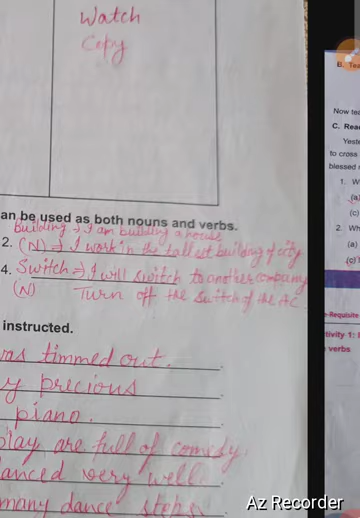 Watch
Copy
an be used as both nouns and verbs.
Building → I am building a house
2. (N) → I work in the tallest building of city
4. Switch → I will switch to another company
(N) Turn off the switch of the AC
instructed.
was timmed out.
y precious
piano.
play are full of comedy.
anced very well.
many dance steps
B. Tea
Now tea
C. Rea
Yeste
to cross
blessed
1. W
(a)
(c)
2. Wh
(a)
(c)
e-Requisite
tivity 1:
verbs
Az Recorder